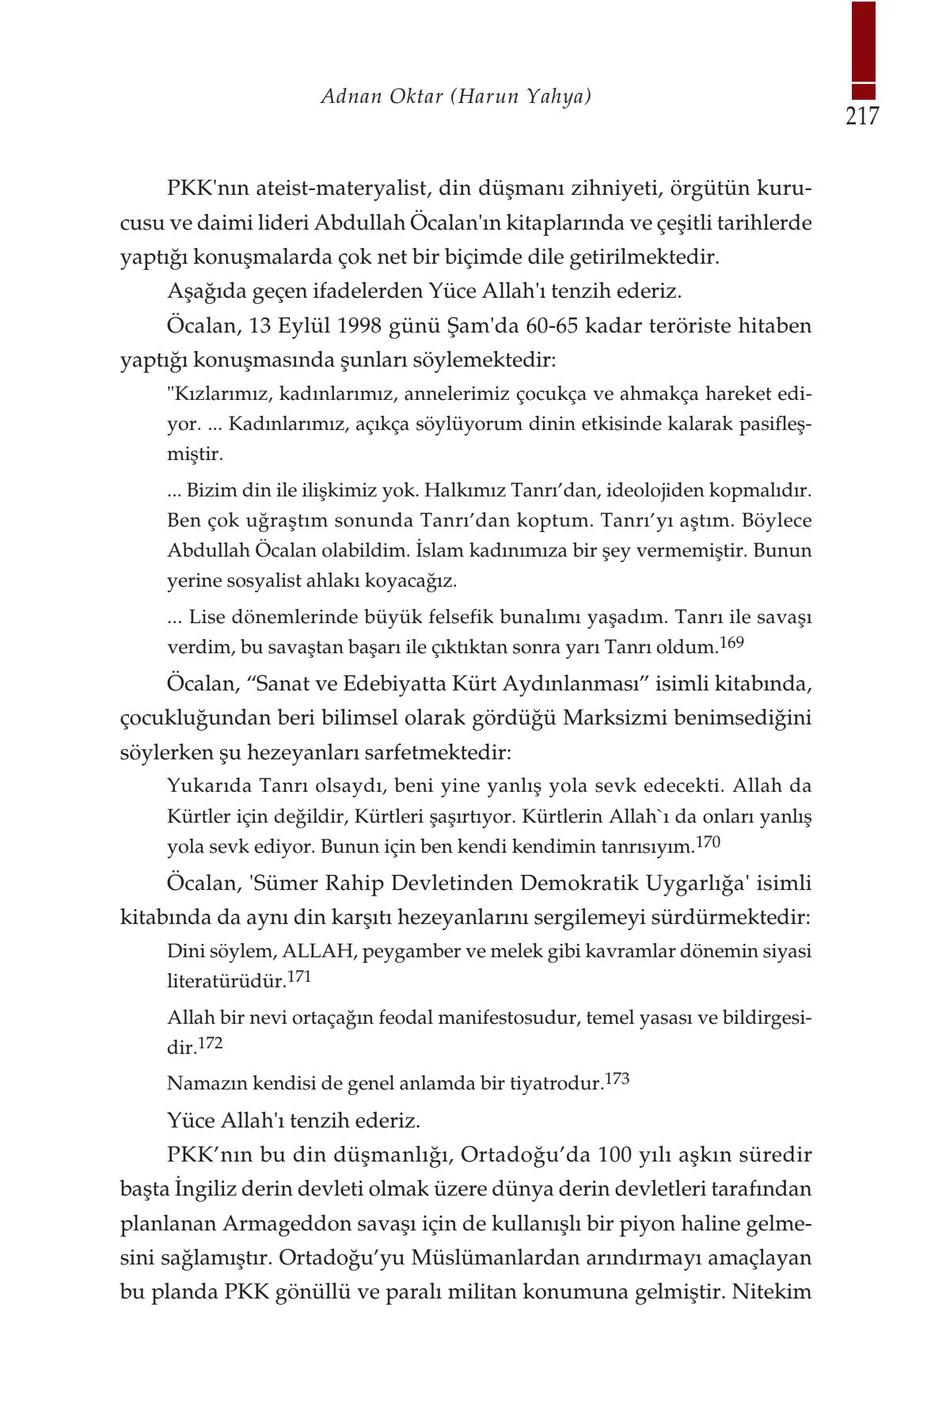 Adnan Oktar (Harun Yahya)
217
PKK'nın ateist-materyalist, din düşmanı zihniyeti, örgütün kuru-
cusu ve daimi lideri Abdullah Öcalan'ın kitaplarında ve çeşitli tarihlerde
yaptığı konuşmalarda çok net bir biçimde dile getirilmektedir.
Aşağıda geçen ifadelerden Yüce Allah'ı tenzih ederiz.
Öcalan, 13 Eylül 1998 günü Şam'da 60-65 kadar teröriste hitaben
yaptığı konuşmasında şunları söylemektedir:
"Kızlarımız, kadınlarımız, annelerimiz çocukça ve ahmakça hareket edi-
yor. ... Kadınlarımız, açıkça söylüyorum dinin etkisinde kalarak pasifleş-
miştir.
... Bizim din ile ilişkimiz yok. Halkımız Tanrı’dan, ideolojiden kopmalıdır.
Ben çok uğraştım sonunda Tanrı’dan koptum. Tanrı’yı aştım. Böylece
Abdullah Öcalan olabildim. İslam kadınımıza bir şey vermemiştir. Bunun
yerine sosyalist ahlakı koyacağız.
... Lise dönemlerinde büyük felsefik bunalımı yaşadım. Tanrı ile savaşı
verdim, bu savaştan başarı ile çıktıktan sonra yarı Tanrı oldum.169
Öcalan, “Sanat ve Edebiyatta Kürt Aydınlanması” isimli kitabında,
çocukluğundan beri bilimsel olarak gördüğü Marksizmi benimsediğini
söylerken şu hezeyanları sarfetmektedir:
Yukarıda Tanrı olsaydı, beni yine yanlış yola sevk edecekti. Allah da
Kürtler için değildir, Kürtleri şaşırtıyor. Kürtlerin Allah`ı da onları yanlış
yola sevk ediyor. Bunun için ben kendi kendimin tanrısıyım.170
Öcalan, 'Sümer Rahip Devletinden Demokratik Uygarlığa' isimli
kitabında da aynı din karşıtı hezeyanlarını sergilemeyi sürdürmektedir:
Dini söylem, ALLAH, peygamber ve melek gibi kavramlar dönemin siyasi
literatürüdür.171
Allah bir nevi ortaçağın feodal manifestosudur, temel yasası ve bildirgesi-
dir.172
Namazın kendisi de genel anlamda bir tiyatrodur.173
Yüce Allah'ı tenzih ederiz.
PKK’nın bu din düşmanlığı, Ortadoğu’da 100 yılı aşkın süredir
başta İngiliz derin devleti olmak üzere dünya derin devletleri tarafından
planlanan Armageddon savaşı için de kullanışlı bir piyon haline gelme-
sini sağlamıştır. Ortadoğu’yu Müslümanlardan arındırmayı amaçlayan
bu planda PKK gönüllü ve paralı militan konumuna gelmiştir. Nitekim